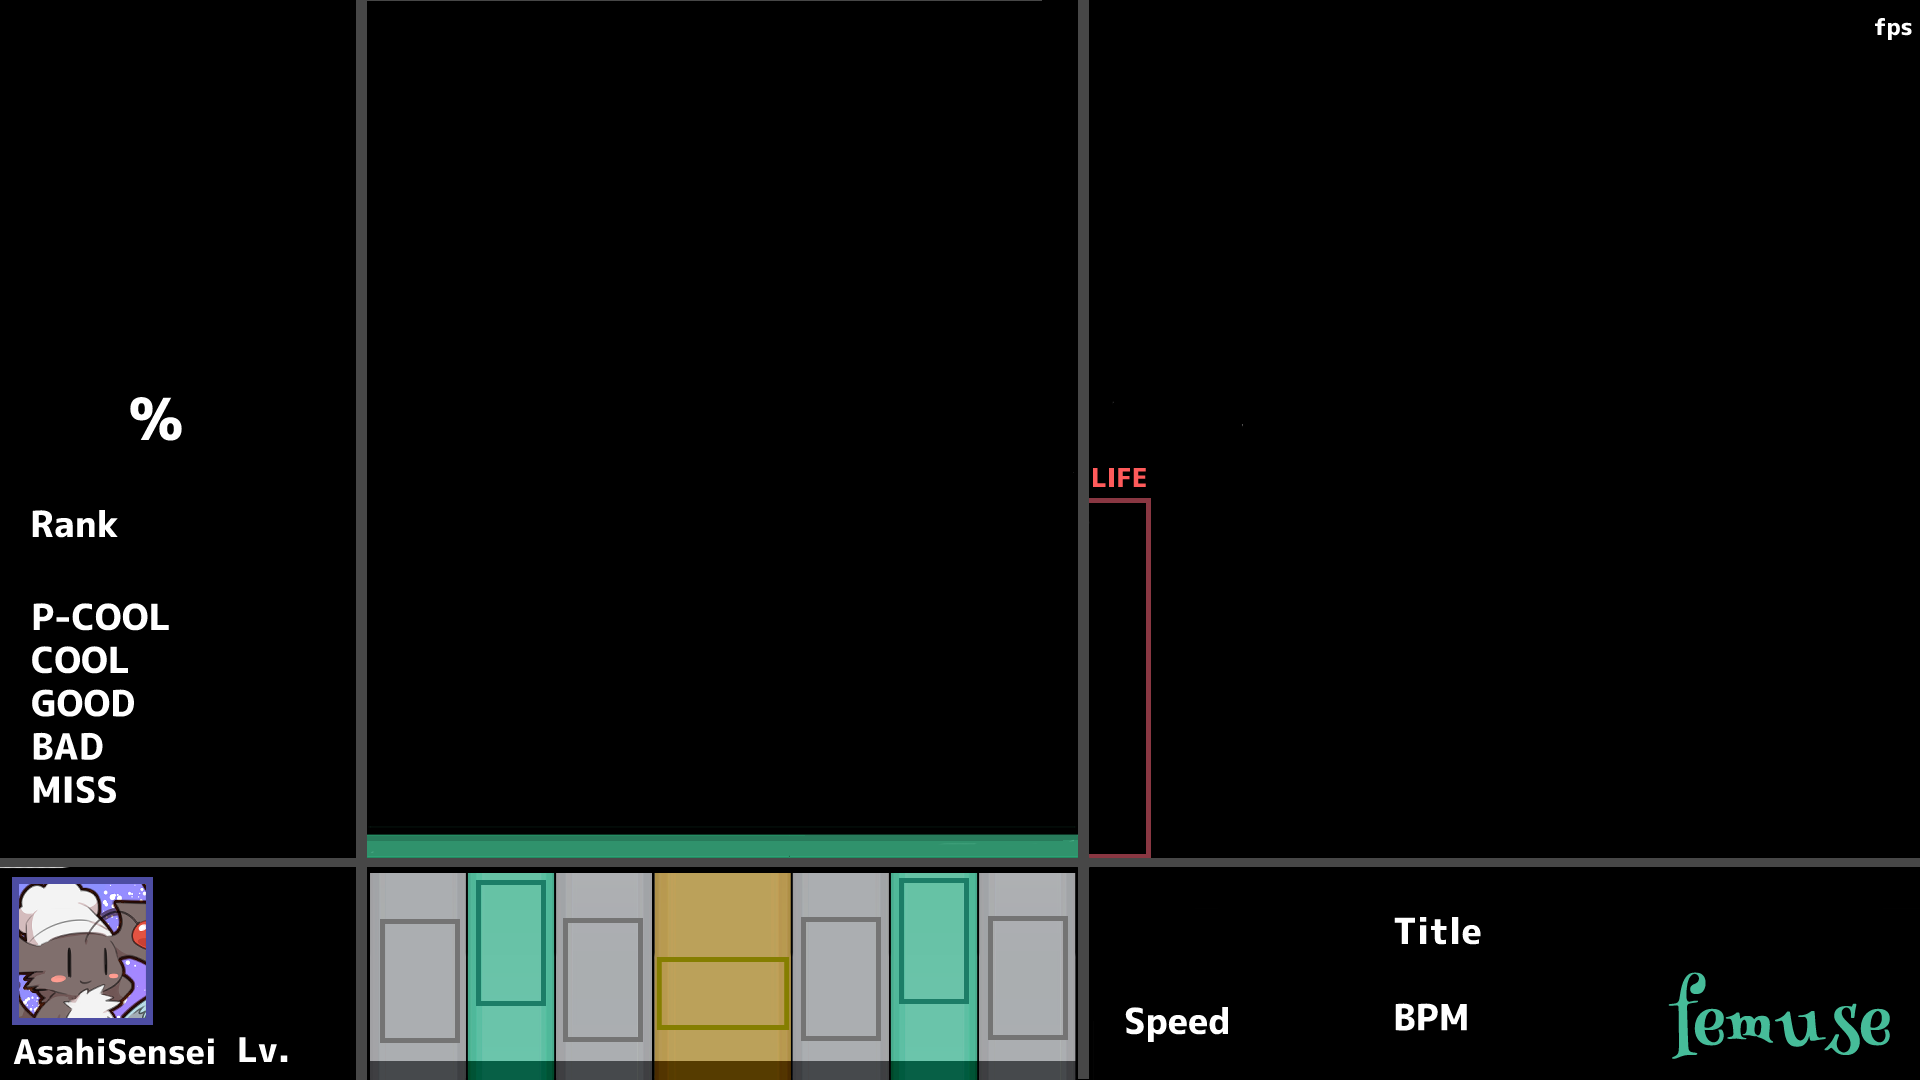 fps
%
LIFE
Rank
P-COOL
COOL
GOOD
BAD
MISS
Title
Speed
BPM
femuse
AsahiSensei Lv.